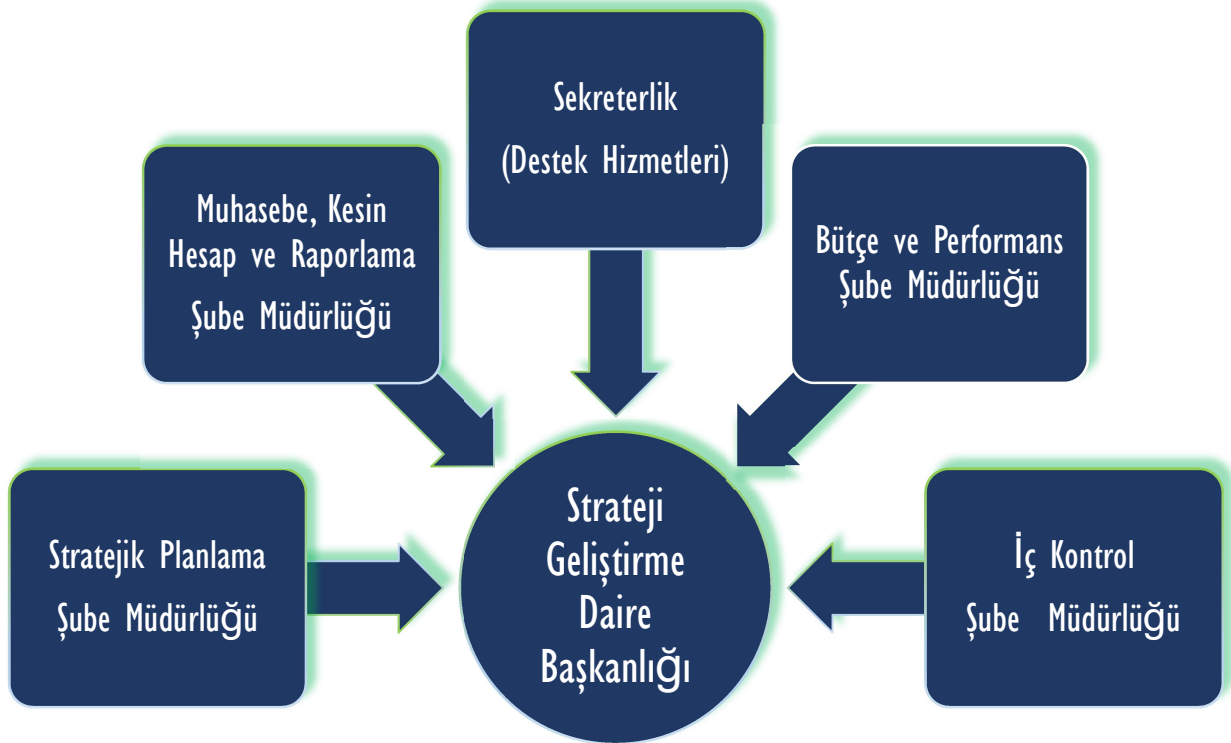 Sekreterlik
(Destek Hizmetleri)
Muhasebe, Kesin
Hesap ve Raporlama
Şube Müdürlüğü
Bütçe ve Performans
Şube Müdürlüğü
Stratejik Planlama
Şube Müdürlüğü
Strateji
Geliştirme
Daire
Başkanlığı
İç Kontrol
Şube Müdürlüğü